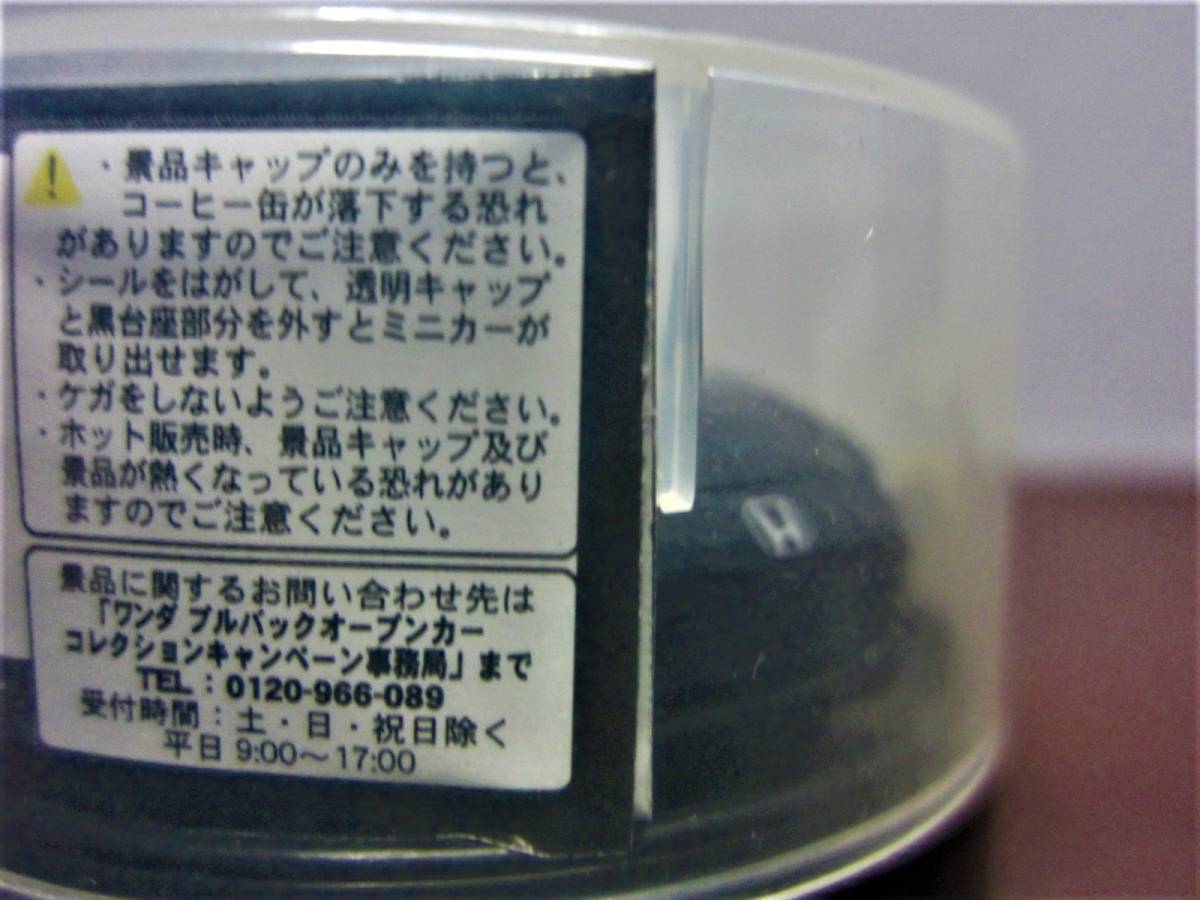 ・景品キャップのみを持つと、
コーヒー缶が落下する恐れ
がありますのでご注意ください。
・シールをはがして、透明キャップ
と黒台座部分を外すとミニカーが
取り出せます。
・ケガをしないようご注意ください。
・ホット販売時、景品キャップ及び
景品が熱くなっている恐れがあり
ますのでご注意ください。
景品に関するお問い合わせ先は
「ワンダ プルバックオープンカー
コレクションキャンペーン事務局」まで
TEL：0120-966-089
受付時間：土・日・祝日除く
平日 9:00〜17:00